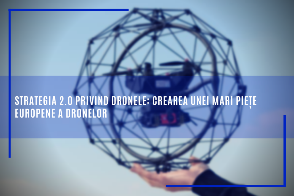 STRATEGIA 2.0 PRIVIND DRONELE: CREAREA UNEI MARI PIEȚE
EUROPENE A DRONELOR